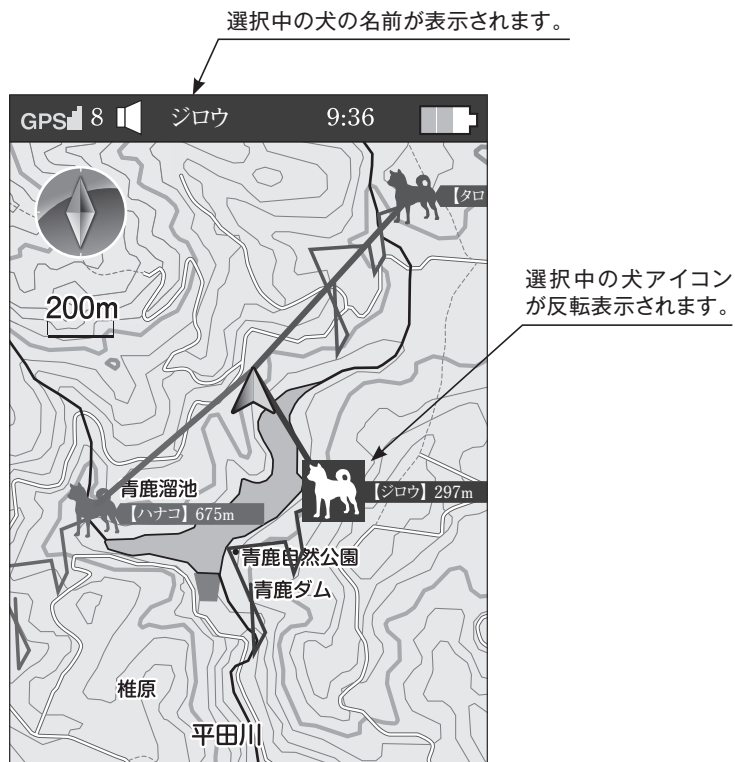 選択中の犬の名前が表示されます。
GPS 8 ジロウ 9:36
【タロ
200m
選択中の犬アイコン
が反転表示されます。
青鹿溜池
【ジロウ】297m
【ハナコ】675m
青鹿自然公園
青鹿ダム
椎原
平田川